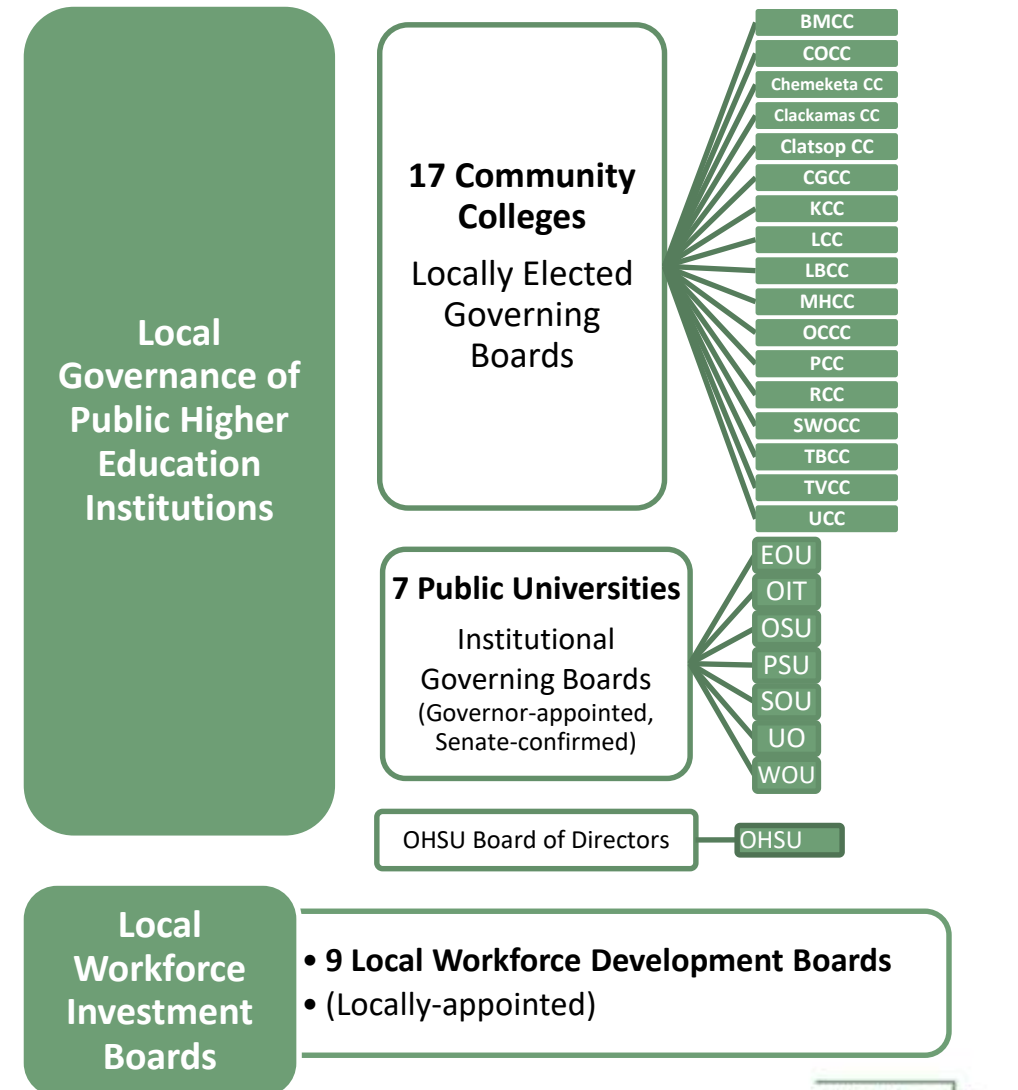 Local
Governance of
Public Higher
Education
Institutions
17 Community
Colleges
Locally Elected
Governing
Boards
BMCC
COCC
Chemeketa CC
Clackamas CC
Clatsop CC
CGCC
KCC
LCC
LBCC
MHCC
OCCC
PCC
RCC
SWOCC
TBCC
TVCC
UCC
7 Public Universities
Institutional
Governing Boards
(Governor-appointed,
Senate-confirmed)
EOU
OIT
OSU
PSU
SOU
UO
WOU
OHSU Board of Directors
OHSU
Local
Workforce
Investment
Boards
• 9 Local Workforce Development Boards
• (Locally-appointed)